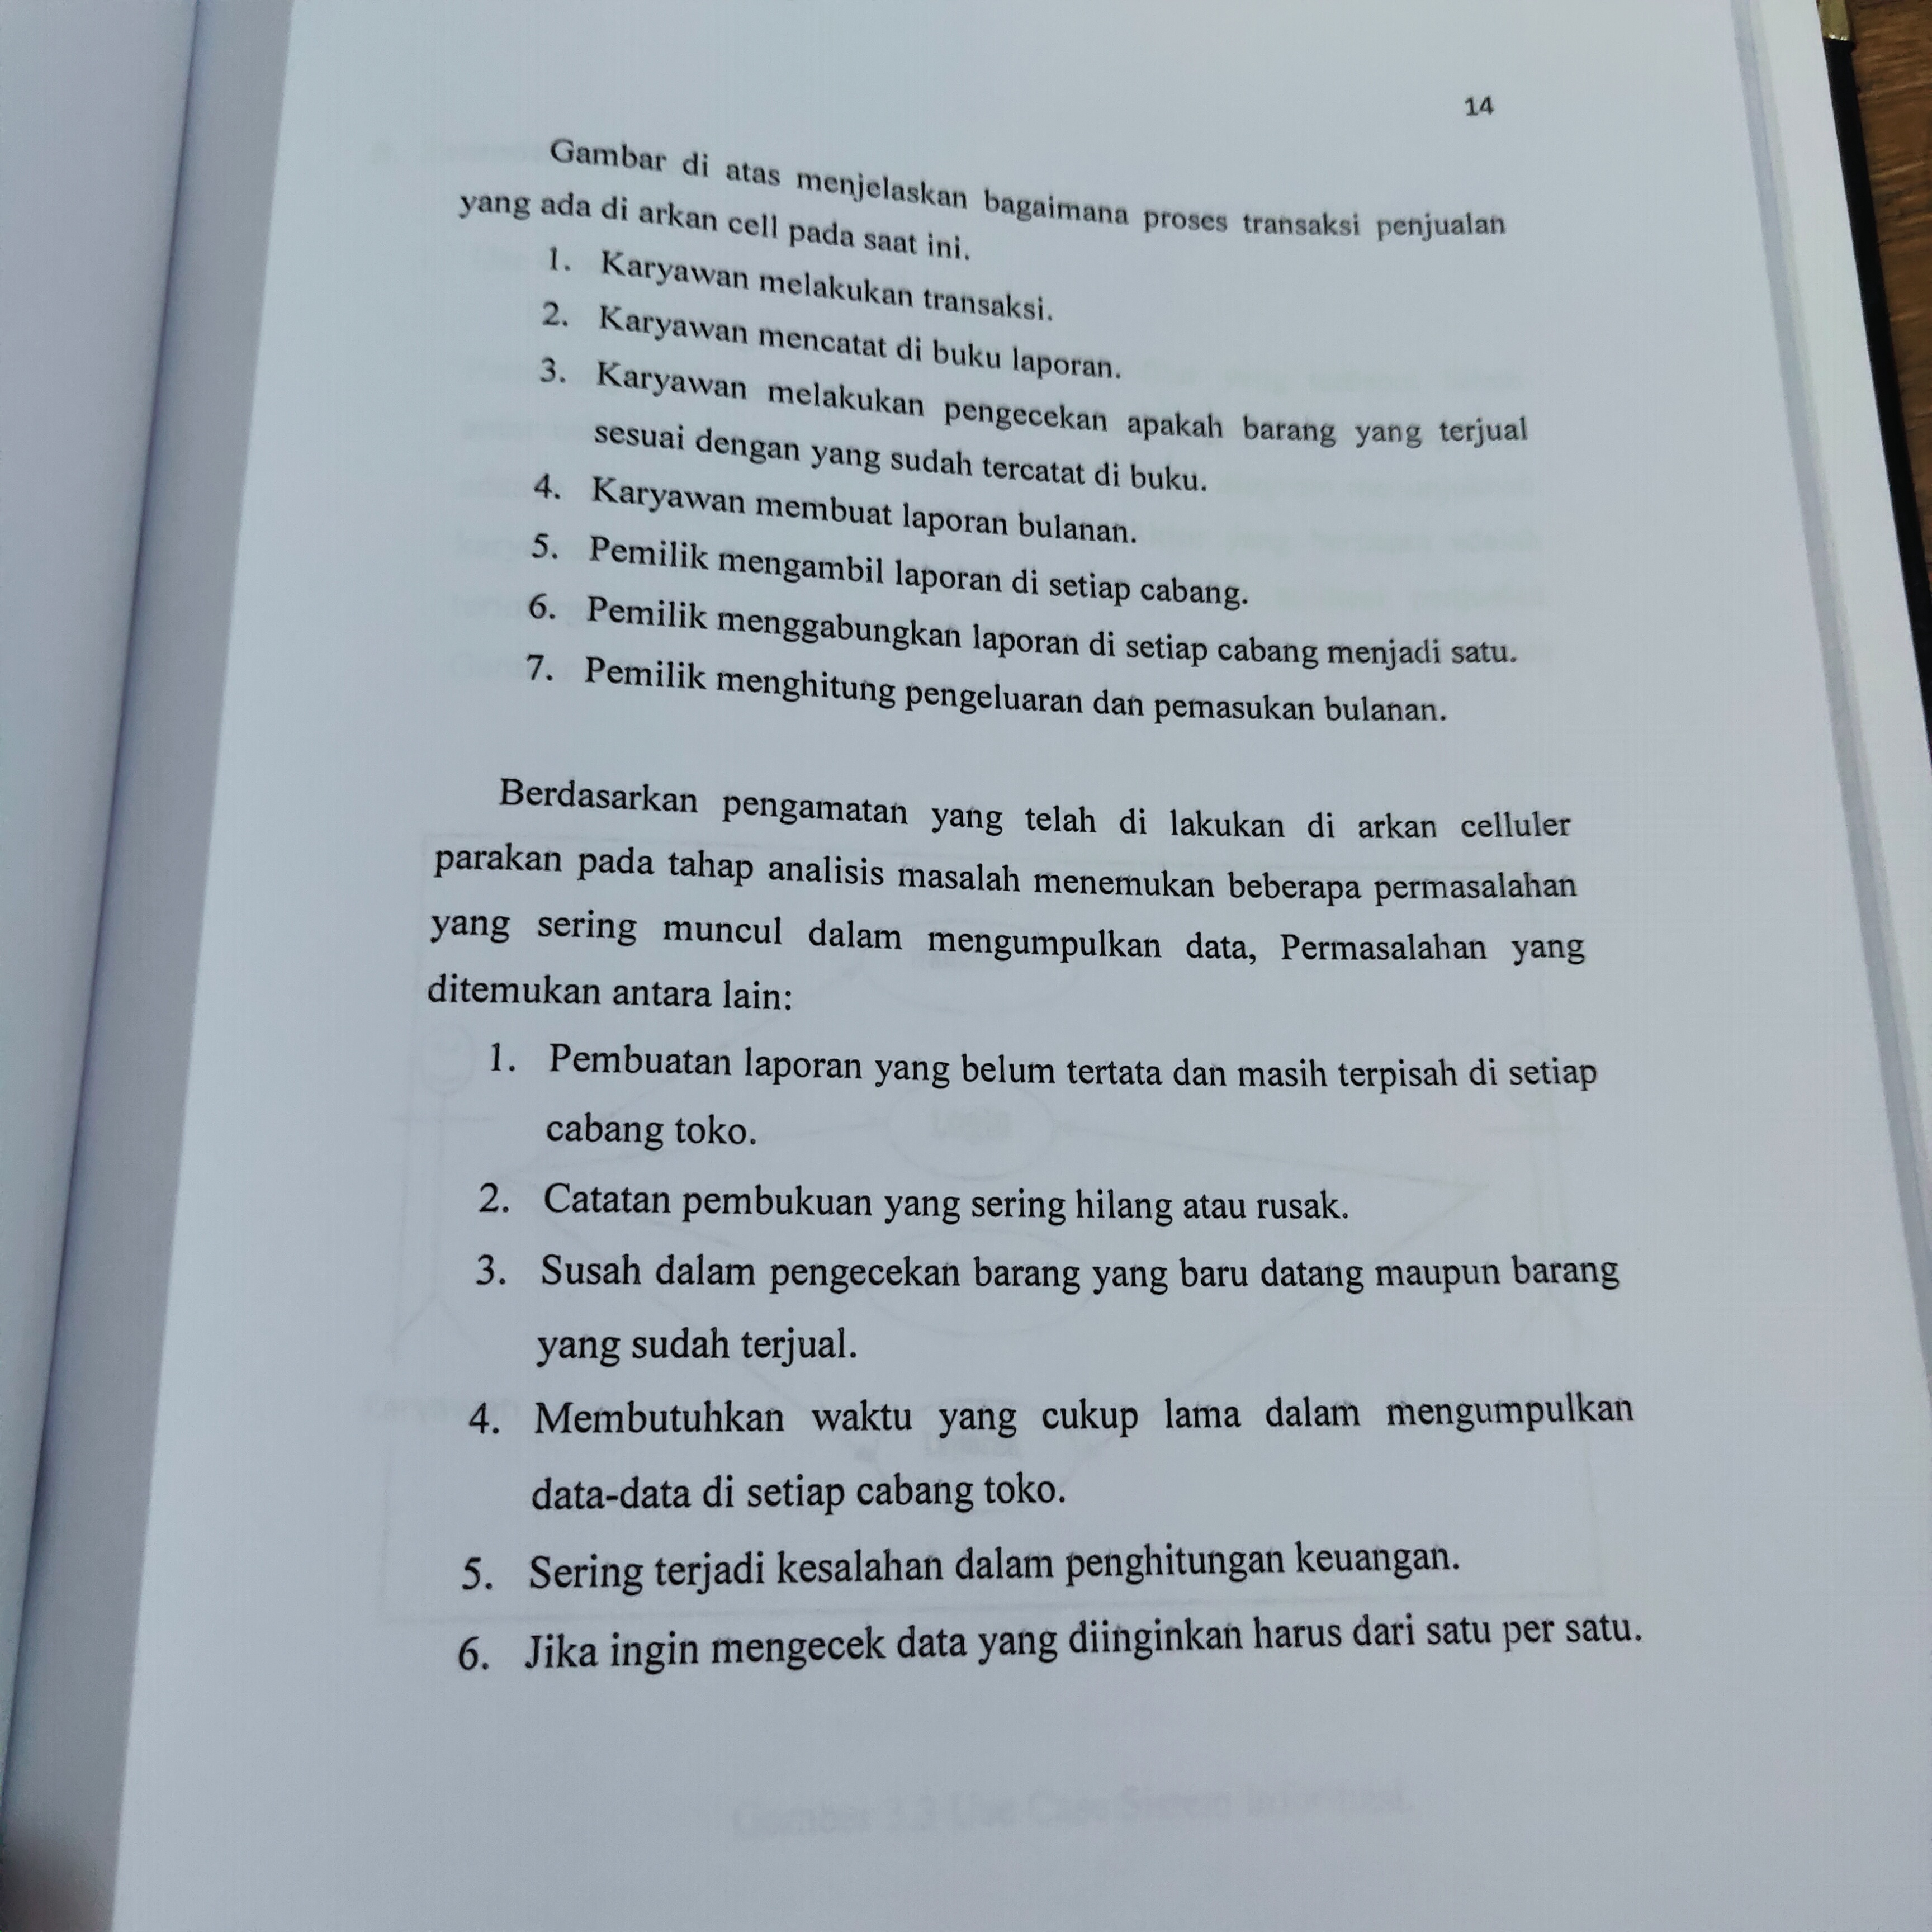 14
Gambar di atas menjelaskan bagaimana proses transaksi penjualan
yang ada di arkan cell pada saat ini.
1. Karyawan melakukan transaksi.
2. Karyawan mencatat di buku laporan.
3. Karyawan melakukan pengecekan apakah barang yang terjual
sesuai dengan yang sudah tercatat di buku.
4. Karyawan membuat laporan bulanan.
5. Pemilik mengambil laporan di setiap cabang.
6. Pemilik menggabungkan laporan di setiap cabang menjadi satu.
7. Pemilik menghitung pengeluaran dan pemasukan bulanan.
Berdasarkan pengamatan yang telah di lakukan di arkan celluler
parakan pada tahap analisis masalah menemukan beberapa permasalahan
yang sering muncul dalam mengumpulkan data, Permasalahan yang
ditemukan antara lain:
1. Pembuatan laporan yang belum tertata dan masih terpisah di setiap
cabang toko.
2. Catatan pembukuan yang sering hilang atau rusak.
3. Susah dalam pengecekan barang yang baru datang maupun barang
yang sudah terjual.
4. Membutuhkan waktu yang cukup lama dalam mengumpulkan
data-data di setiap cabang toko.
5. Sering terjadi kesalahan dalam penghitungan keuangan.
6. Jika ingin mengecek data yang diinginkan harus dari satu per satu.